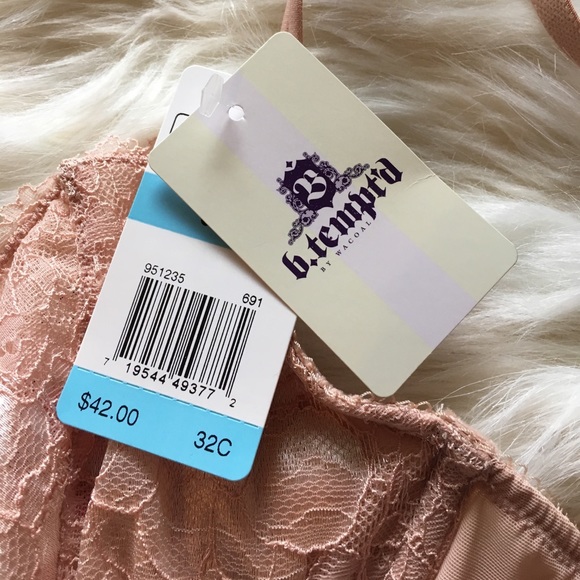 B
b.tempt'd
BY WACOAL
951235
691
7 19544 49377 2
$42.00
32C